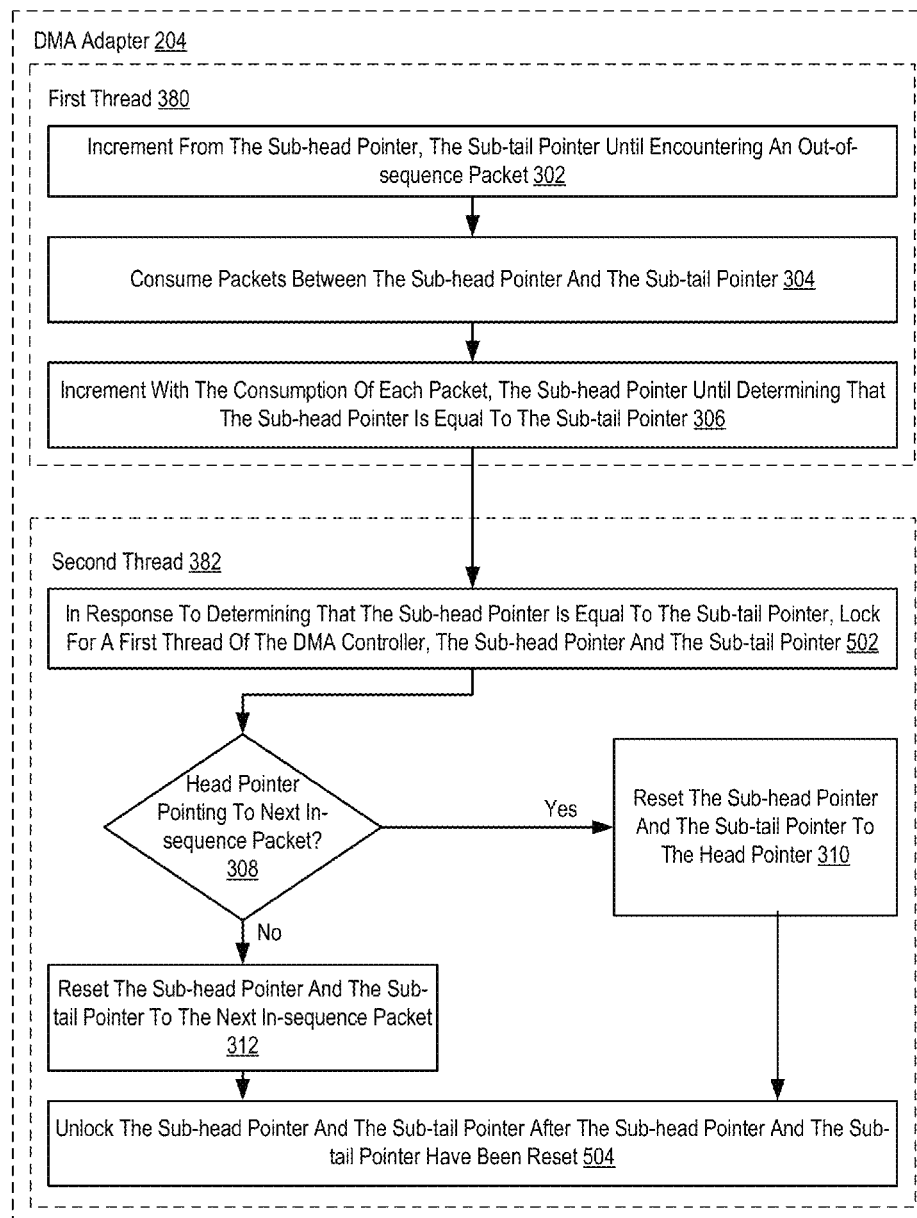 DMA Adapter 204
First Thread 380
Increment From The Sub-head Pointer, The Sub-tail Pointer Until Encountering An Out-of-
sequence Packet 302
Consume Packets Between The Sub-head Pointer And The Sub-tail Pointer 304
Increment With The Consumption Of Each Packet, The Sub-head Pointer Until Determining That
The Sub-head Pointer Is Equal To The Sub-tail Pointer 306
Second Thread 382
In Response To Determining That The Sub-head Pointer Is Equal To The Sub-tail Pointer, Lock
For A First Thread Of The DMA Controller, The Sub-head Pointer And The Sub-tail Pointer 502
Head Pointer
Pointing To Next In-
sequence Packet?
308
Yes
Reset The Sub-head Pointer
And The Sub-tail Pointer To
The Head Pointer 310
No
Reset The Sub-head Pointer And The Sub-
tail Pointer To The Next In-sequence Packet
312
Unlock The Sub-head Pointer And The Sub-tail Pointer After The Sub-head Pointer And The Sub-
tail Pointer Have Been Reset 504